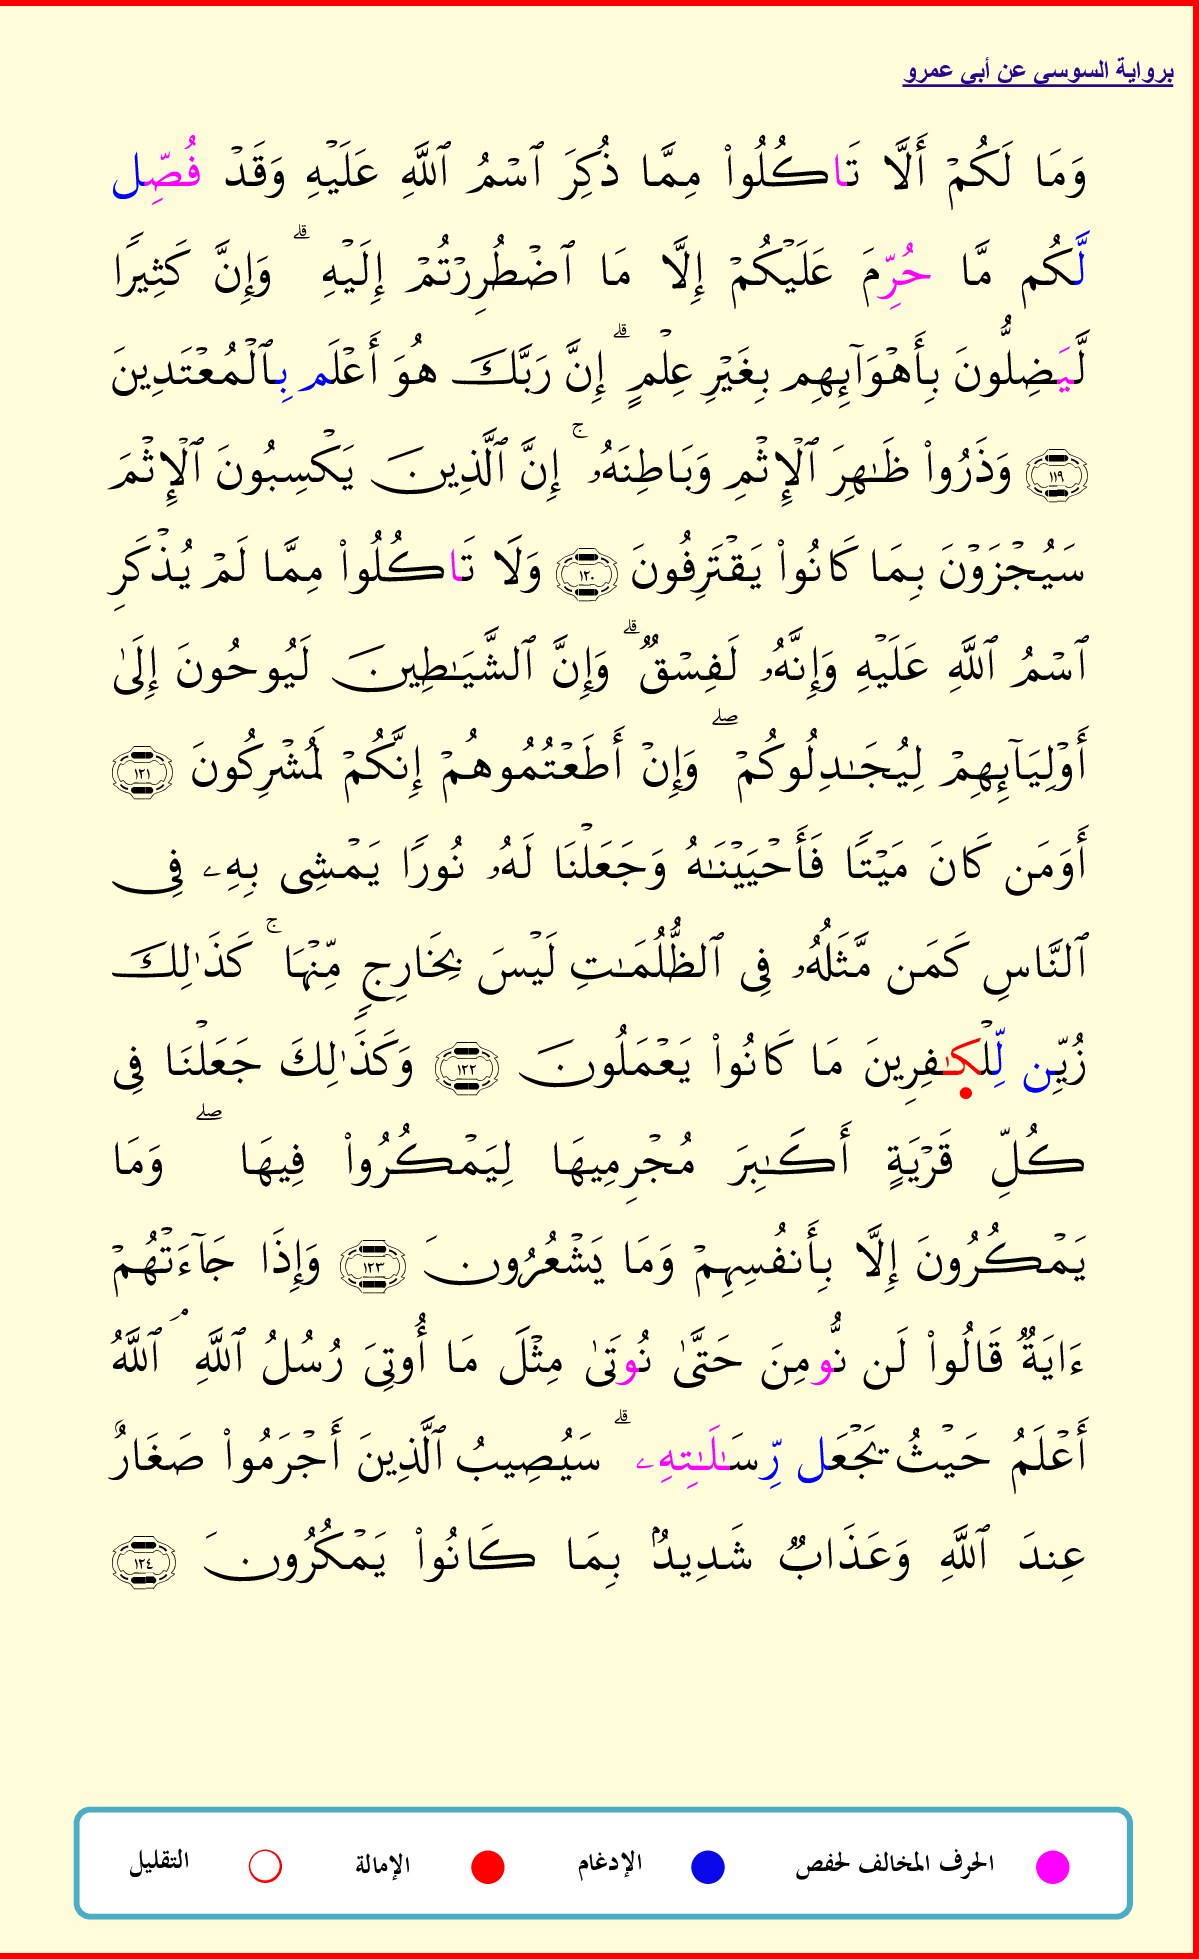 برواية السوسي عن أبي عمرو
وَمَا لَكُمْ أَلَّا تَاكُلُواْ مِمَّا ذُكِرَ ٱسْمُ ٱللَّهِ عَلَيْهِ وَقَدْ فُصِّل
لَّكُم مَّا حُرِّمَ عَلَيْكُمْ إِلَّا مَا ٱضْطُرِرْتُمْ إِلَيْهِ ۗ وَإِنَّ كَثِيرًا
لَّيَضِلُّونَ بِأَهْوَآئِهِم بِغَيْرِ عِلْمٍ ۗ إِنَّ رَبَّكَ هُوَ أَعْلَم بِٱلْمُعْتَدِينَ
١١٩ وَذَرُواْ ظَٰهِرَ ٱلْإِثْمِ وَبَاطِنَهُۥ ۚ إِنَّ ٱلَّذِينَ يَكْسِبُونَ ٱلْإِثْمَ
سَيُجْزَوْنَ بِمَا كَانُواْ يَقْتَرِفُونَ ١٢٠ وَلَا تَاكُلُواْ مِمَّا لَمْ يُذْكَرِ
ٱسْمُ ٱللَّهِ عَلَيْهِ وَإِنَّهُۥ لَفِسْقٌ ۗ وَإِنَّ ٱلشَّيَٰطِينَ لَيُوحُونَ إِلَىٰ
أَوْلِيَآئِهِمْ لِيُجَٰدِلُوكُمْ ۖ وَإِنْ أَطَعْتُمُوهُمْ إِنَّكُمْ لَمُشْرِكُونَ ١٢١
أَوَمَن كَانَ مَيْتًا فَأَحْيَيْنَٰهُ وَجَعَلْنَا لَهُۥ نُورًا يَمْشِى بِهِۦ فِى
ٱلنَّاسِ كَمَن مَّثَلُهُۥ فِى ٱلظُّلُمَٰتِ لَيْسَ بِخَارِجٍ مِّنْهَا ۚ كَذَٰلِكَ
زُيِّن لِّلْكَٰفِرِينَ مَا كَانُواْ يَعْمَلُونَ ١٢٢ وَكَذَٰلِكَ جَعَلْنَا فِى
كُلِّ قَرْيَةٍ أَكَٰبِرَ مُجْرِمِيهَا لِيَمْكُرُواْ فِيهَا ۖ وَمَا
يَمْكُرُونَ إِلَّا بِأَنفُسِهِمْ وَمَا يَشْعُرُونَ ١٢٣ وَإِذَا جَآءَتْهُمْ
ءَايَةٌ قَالُواْ لَن نُّومِنَ حَتَّىٰ نُوتَىٰ مِثْلَ مَا أُوتِىَ رُسُلُ ٱللَّهِ ۘ ٱللَّهُ
أَعْلَمُ حَيْثُ يَجْعَل رِّسَالَٰتِهِۦ ۗ سَيُصِيبُ ٱلَّذِينَ أَجْرَمُواْ صَغَارٌ
عِندَ ٱللَّهِ وَعَذَابٌ شَدِيدٌۢ بِمَا كَانُواْ يَمْكُرُونَ ١٢٤
الحرف المخالف لحفص الإدغام الإمالة التقليل